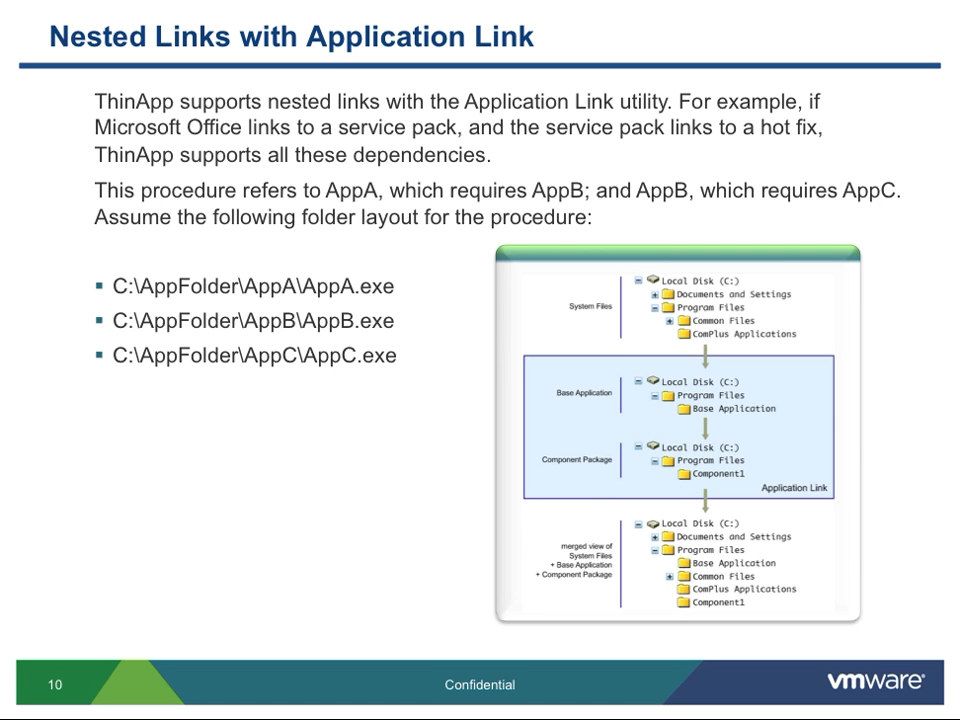 Nested Links with Application Link
ThinApp supports nested links with the Application Link utility. For example, if
Microsoft Office links to a service pack, and the service pack links to a hot fix,
ThinApp supports all these dependencies.
This procedure refers to AppA, which requires AppB; and AppB, which requires AppC.
Assume the following folder layout for the procedure:
C:\AppFolder\AppA\AppA.exe
C:\AppFolder\AppB\AppB.exe
C:\AppFolder\AppC\AppC.exe
System Files
Local Disk (C:)
Documents and Settings
Program Files
Common Files
ComPlus Applications
Base Application
Local Disk (C:)
Program Files
Base Application
Component Package
Local Disk (C:)
Program Files
Component1
Application Link
merged view of
System Files
+ Base Application
+ Component Package
Local Disk (C:)
Documents and Settings
Program Files
Base Application
Common Files
ComPlus Applications
Component1
10
Confidential
vmware